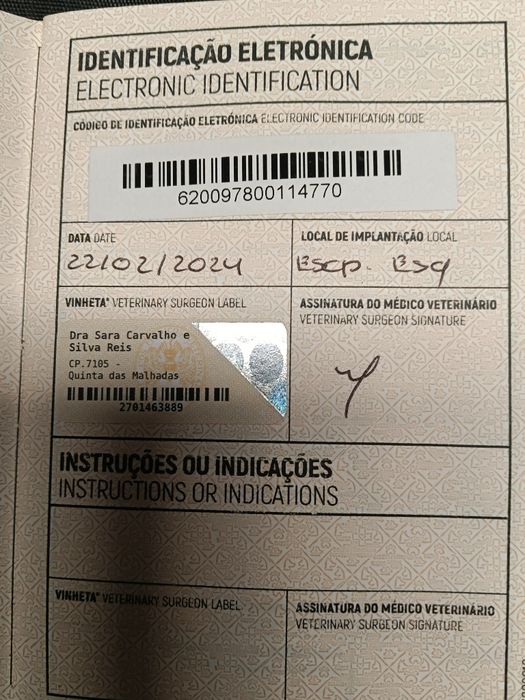 IDENTIFICAÇÃO ELETRÓNICA
ELECTRONIC IDENTIFICATION
CÓDIGO DE IDENTIFICAÇÃO ELETRÓNICA ELECTRONIC IDENTIFICATION CODE
620097800114770
DATA DATE
22/02/2024
LOCAL DE IMPLANTAÇÃO LOCAL
Escp. Esq
VINHETA* VETERINARY SURGEON LABEL
Dra Sara Carvalho e
Silva Reis
CP.7105 -
Quinta das Malhadas
2701463889
ASSINATURA DO MÉDICO VETERINÁRIO
VETERINARY SURGEON SIGNATURE
INSTRUÇÕES OU INDICAÇÕES
INSTRUCTIONS OR INDICATIONS
VINHETA* VETERINARY SURGEON LABEL
ASSINATURA DO MÉDICO VETERINÁRIO
VETERINARY SURGEON SIGNATURE